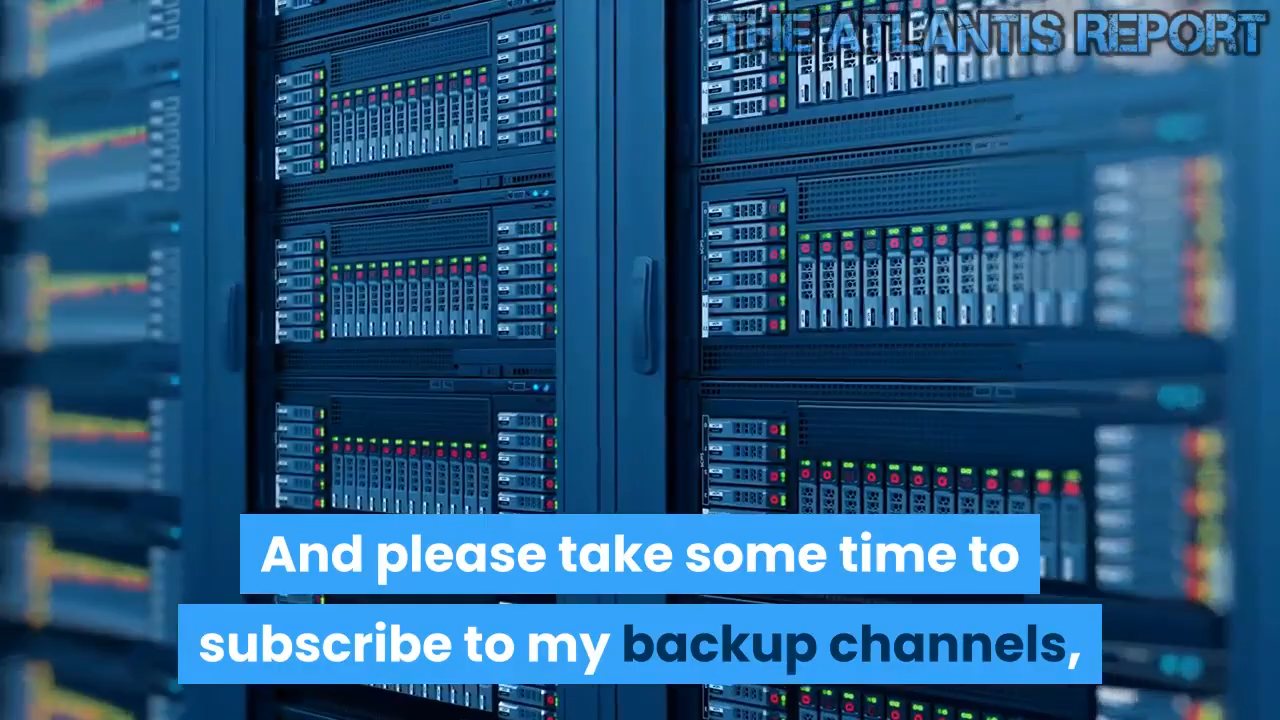 THE ATLANTIS REPORT
And please take some time to
subscribe to my backup channels,